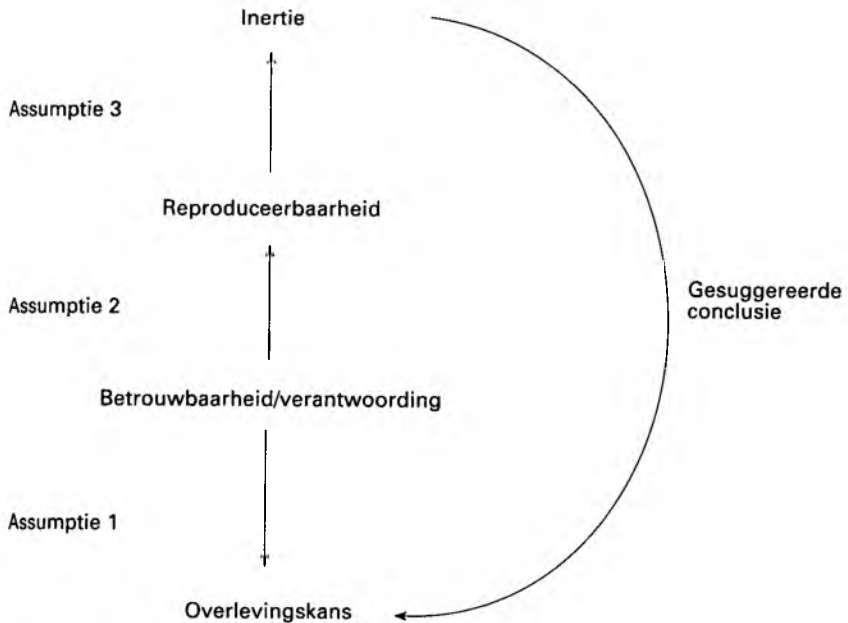 Inertie
Assumptie 3
Reproduceerbaarheid
Assumptie 2
Gesuggereerde
conclusie
Betrouwbaarheid/verantwoording
Assumptie 1
Overlevingskans